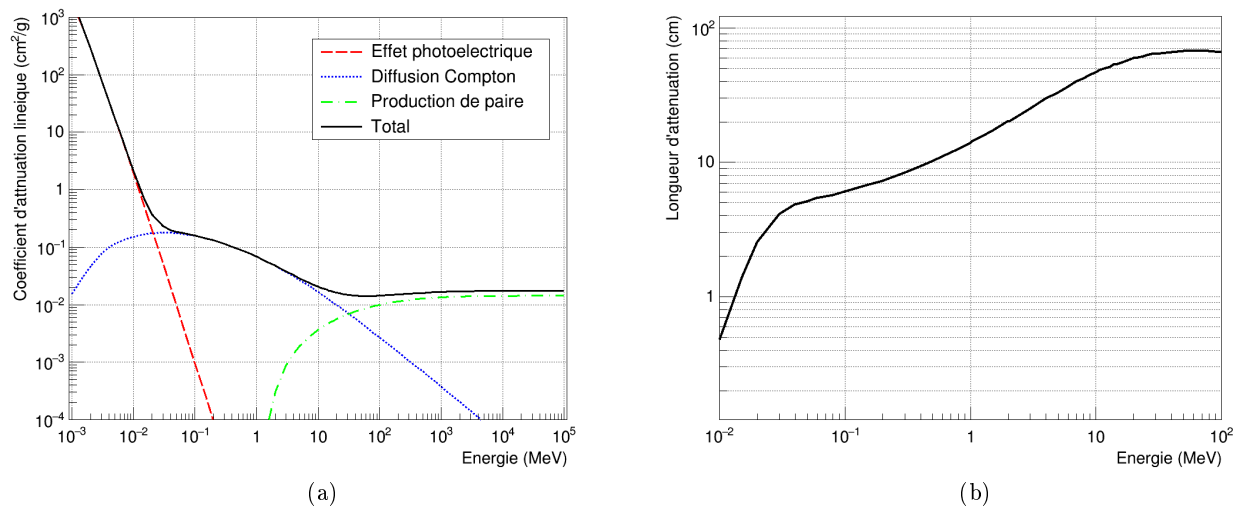 Coefficient d'attnuation lineique (cm²/g)
10³
10²
10
1
10⁻¹
10⁻²
10⁻³
10⁻⁴
Effet photoelectrique
Diffusion Compton
Production de paire
Total
10⁻³ 10⁻² 10⁻¹ 1 10 10² 10³ 10⁴ 10⁵
Energie (MeV)
(a)
Longueur d'attenuation (cm)
10²
10
1
10⁻² 10⁻¹ 1 10 10²
Energie (MeV)
(b)